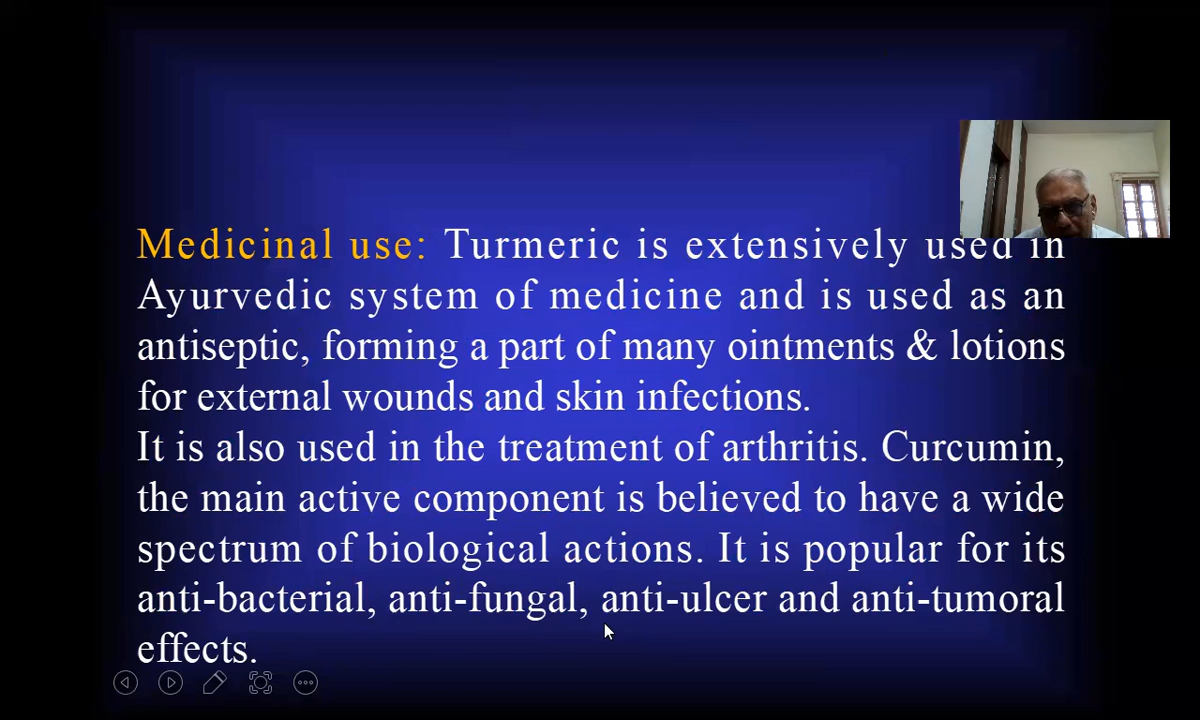 Medicinal use: Turmeric is extensively used in
Ayurvedic system of medicine and is used as an
antiseptic, forming a part of many ointments & lotions
for external wounds and skin infections.
It is also used in the treatment of arthritis. Curcumin,
the main active component is believed to have a wide
spectrum of biological actions. It is popular for its
anti-bacterial, anti-fungal, anti-ulcer and anti-tumoral
effects.